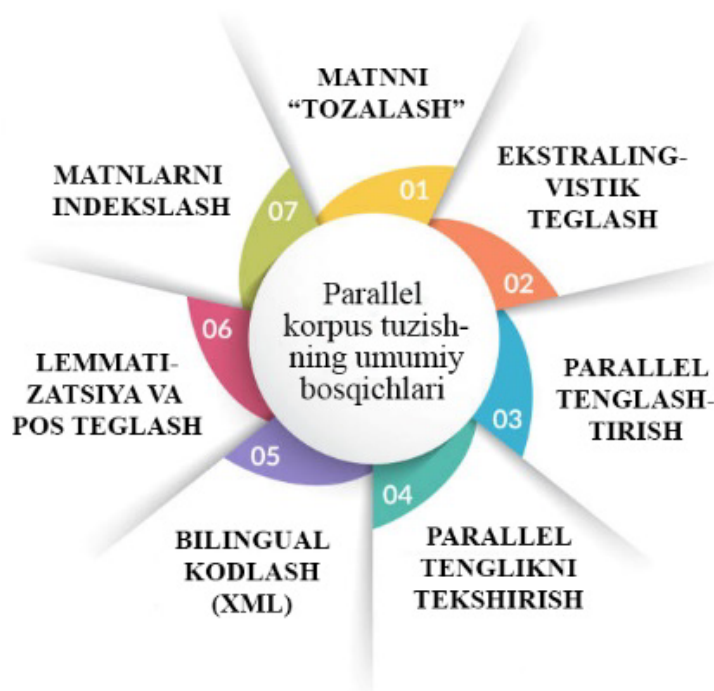 MATNNI
“TOZALASH”
01
EKSTRALING-
VISTIK
TEGLASH
02
PARALLEL
TENGLASH-
TIRISH
03
PARALLEL
TENGLIKNI
TEKSHIRISH
04
BILINGUAL
KODLASH
(XML)
05
LEMMATI-
ZATSIYA VA
POS TEGLASH
06
MATNLARNI
INDEKSLASH
07
Parallel
korpus tuzish-
ning umumiy
bosqichlari